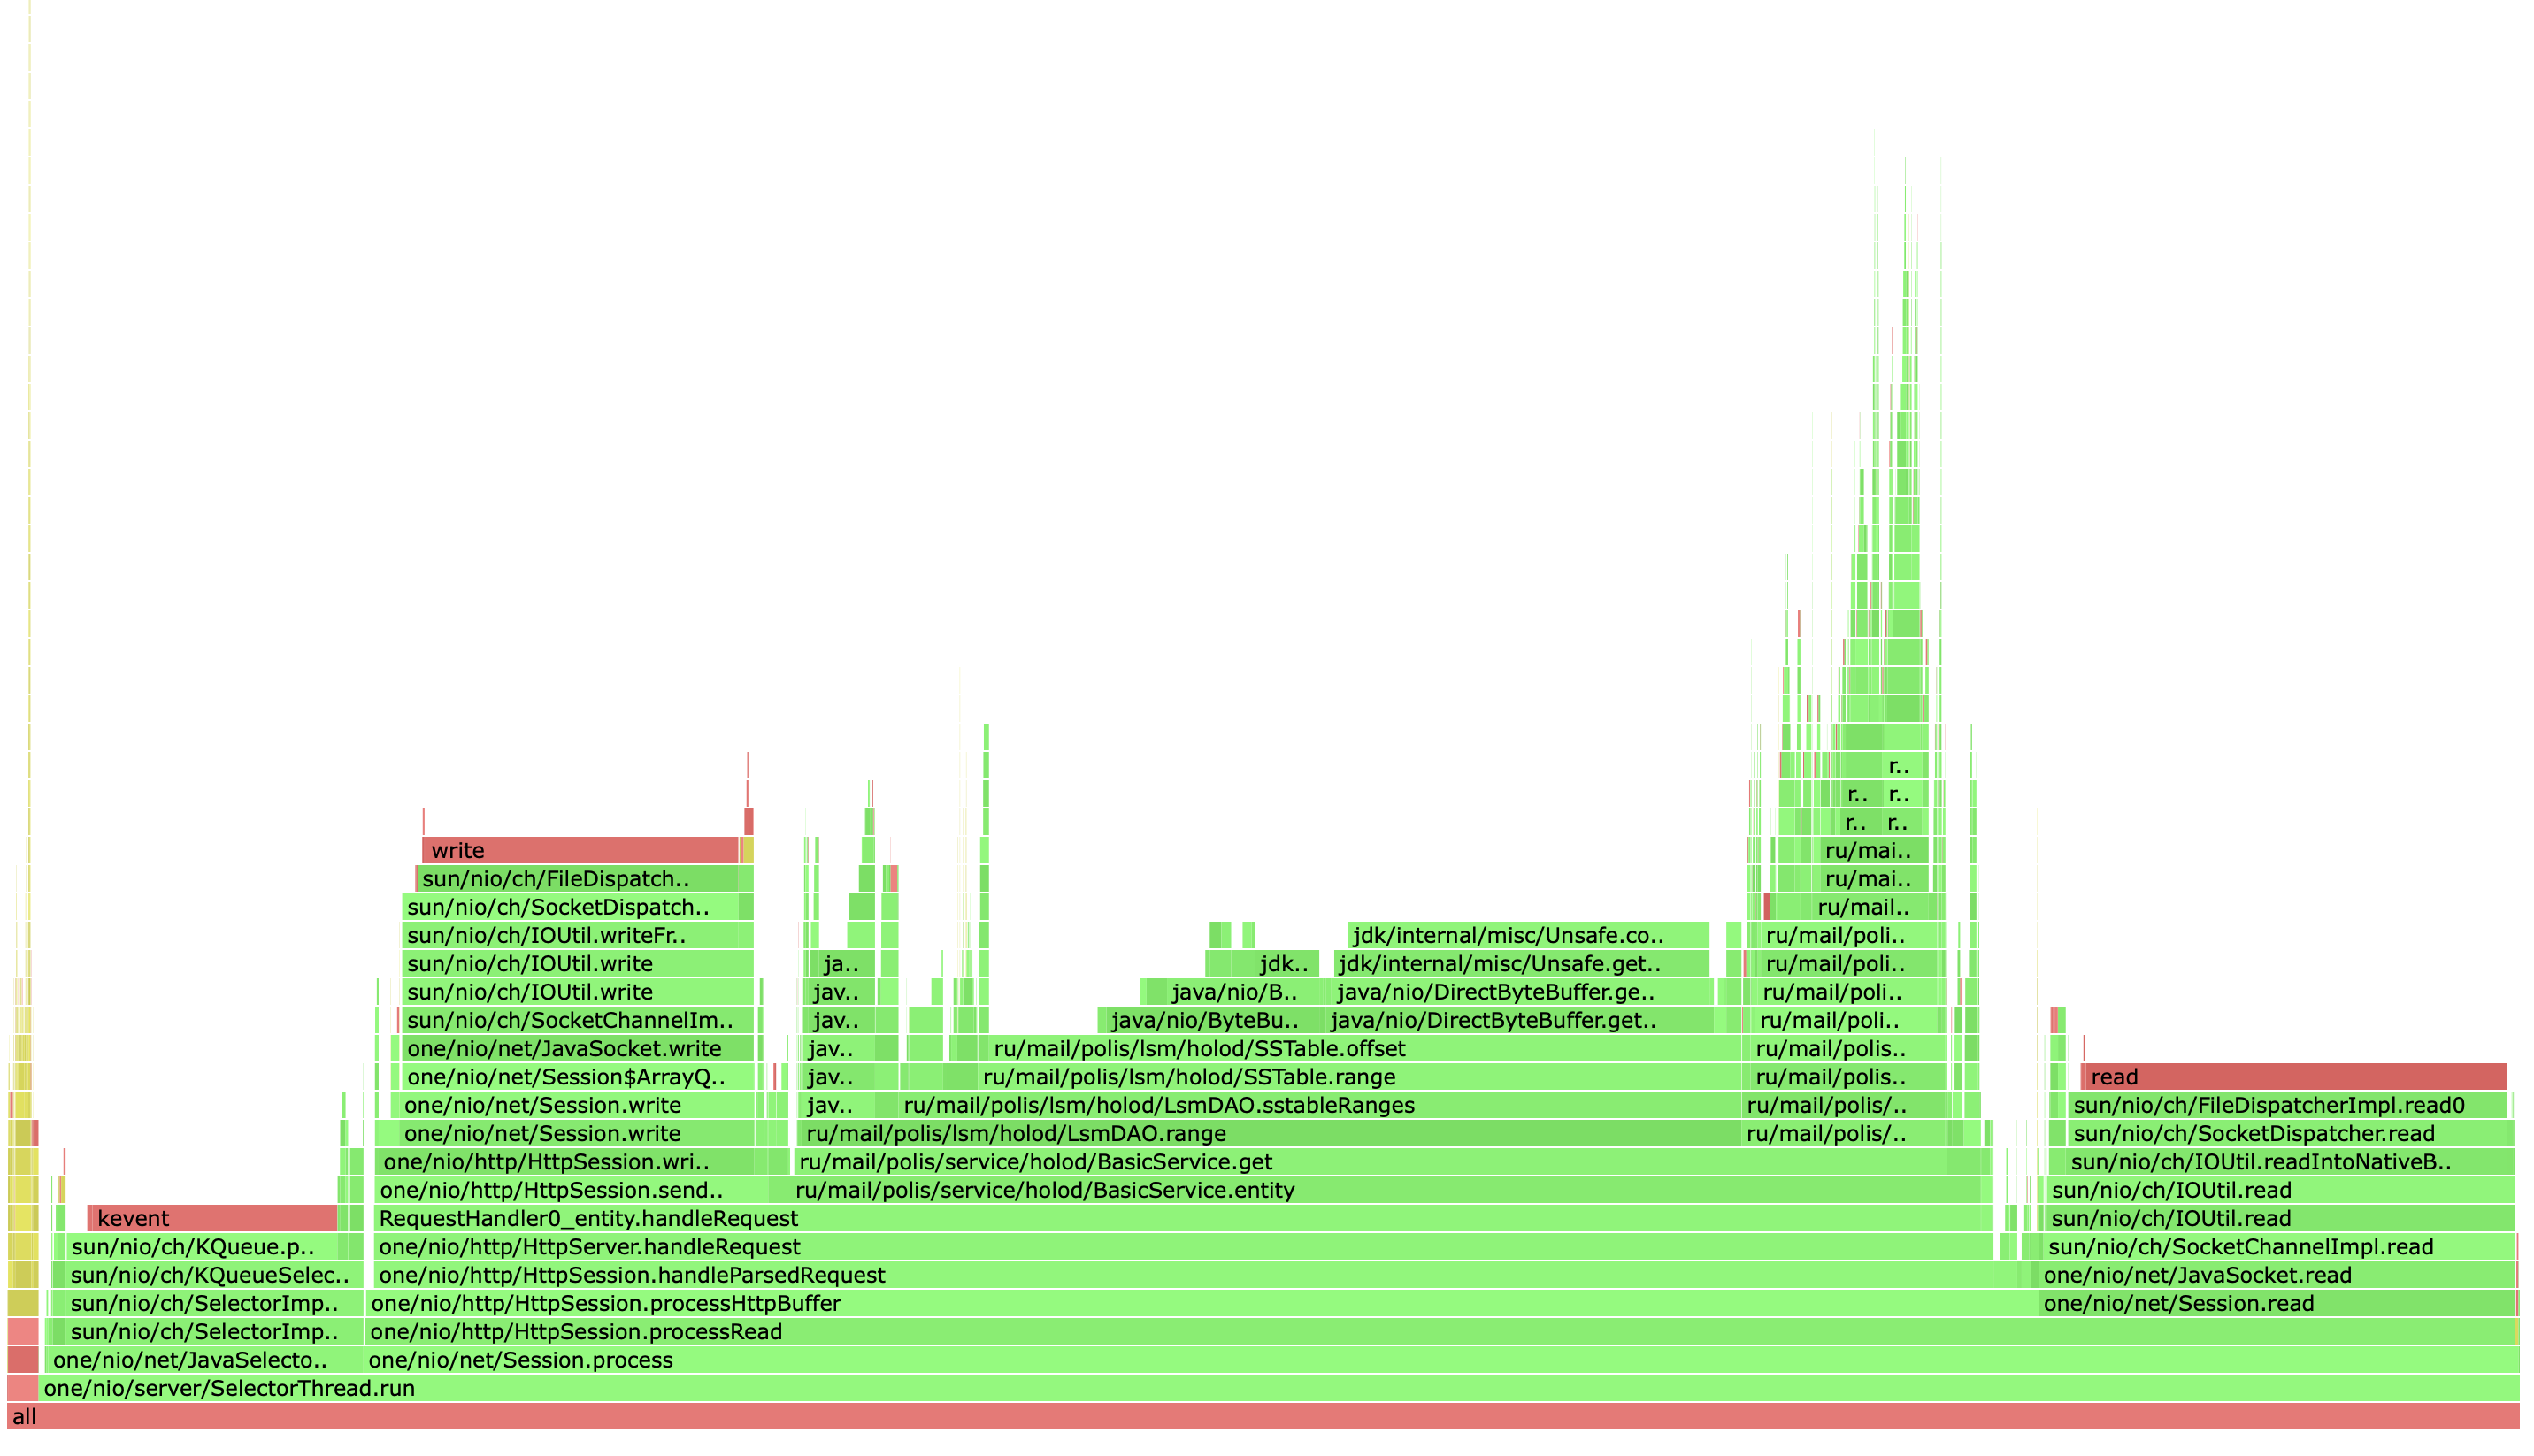 r..
r.. r..
r.. r..
write ru/mai..
sun/nio/ch/FileDispatch.. ru/mai..
sun/nio/ch/SocketDispatch.. ru/mail..
sun/nio/ch/IOUtil.writeFr.. jdk/internal/misc/Unsafe.co.. ru/mail/poli..
sun/nio/ch/IOUtil.write ja.. jdk.. jdk/internal/misc/Unsafe.get.. ru/mail/poli..
sun/nio/ch/IOUtil.write jav.. java/nio/B.. java/nio/DirectByteBuffer.ge.. ru/mail/poli..
sun/nio/ch/SocketChannelIm.. jav.. java/nio/ByteBu.. java/nio/DirectByteBuffer.get.. ru/mail/poli..
one/nio/net/JavaSocket.write jav.. ru/mail/polis/lsm/holod/SSTable.offset ru/mail/polis..
one/nio/net/Session$ArrayQ.. jav.. ru/mail/polis/lsm/holod/SSTable.range ru/mail/polis.. read
one/nio/net/Session.write jav.. ru/mail/polis/lsm/holod/LsmDAO.sstableRanges ru/mail/polis/.. sun/nio/ch/FileDispatcherImpl.read0
one/nio/net/Session.write ru/mail/polis/lsm/holod/LsmDAO.range ru/mail/polis/.. sun/nio/ch/SocketDispatcher.read
one/nio/http/HttpSession.wri.. ru/mail/polis/service/holod/BasicService.get sun/nio/ch/IOUtil.readIntoNativeB..
one/nio/http/HttpSession.send.. ru/mail/polis/service/holod/BasicService.entity sun/nio/ch/IOUtil.read
kevent RequestHandler0_entity.handleRequest sun/nio/ch/IOUtil.read
sun/nio/ch/KQueue.p.. one/nio/http/HttpServer.handleRequest sun/nio/ch/SocketChannelImpl.read
sun/nio/ch/KQueueSelec.. one/nio/http/HttpSession.handleParsedRequest one/nio/net/JavaSocket.read
sun/nio/ch/SelectorImp.. one/nio/http/HttpSession.processHttpBuffer one/nio/net/Session.read
sun/nio/ch/SelectorImp.. one/nio/http/HttpSession.processRead
one/nio/net/JavaSelecto.. one/nio/net/Session.process
one/nio/server/SelectorThread.run
all